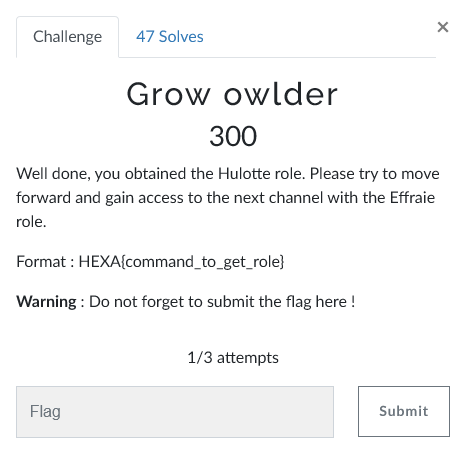 Challenge
47 Solves
×
Grow owlder
300
Well done, you obtained the Hulotte role. Please try to move
forward and gain access to the next channel with the Effraie
role.
Format : HEXA{command_to_get_role}
Warning : Do not forget to submit the flag here !
1/3 attempts
Flag
Submit